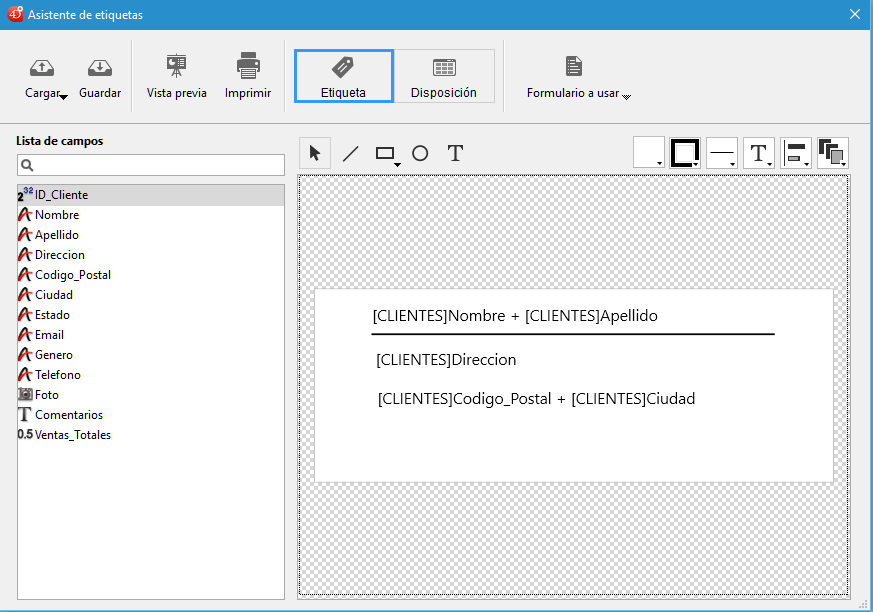 Asistente de etiquetas
Cargar Guardar Vista previa Imprimir Etiqueta Disposición Formulario a usar
Lista de campos
ID_Cliente
Nombre
Apellido
Direccion
Codigo_Postal
Ciudad
Estado
Email
Genero
Telefono
Foto
Comentarios
0.5 Ventas_Totales
T
T
[CLIENTES]Nombre + [CLIENTES]Apellido
[CLIENTES]Direccion
[CLIENTES]Codigo_Postal + [CLIENTES]Ciudad